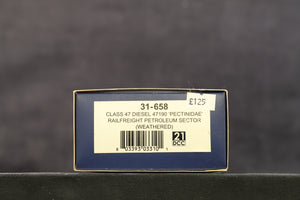 31-658
£125
CLASS 47 DIESEL 47190 'PECTINIDAE'
RAILFREIGHT PETROLEUM SECTOR
(WEATHERED)
21
DCC